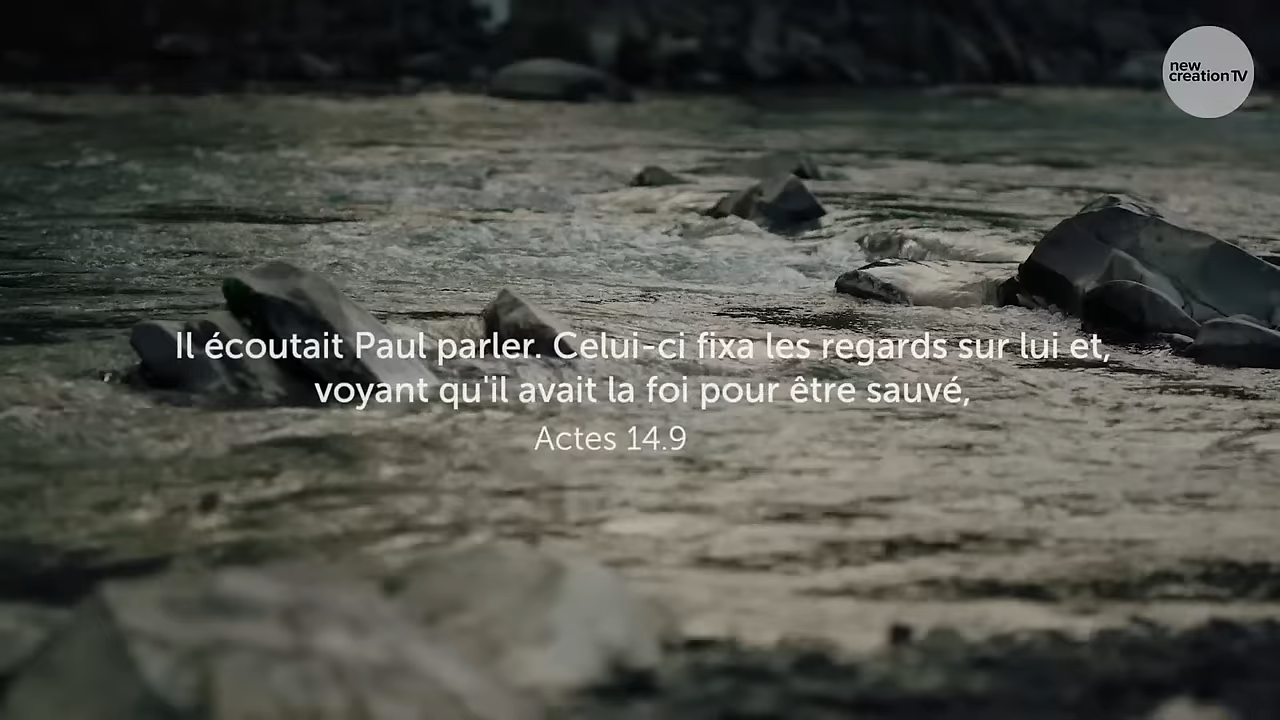 new
creation TV
Il écoutait Paul parler. Celui-ci fixa les regards sur lui et,
voyant qu'il avait la foi pour être sauvé,
Actes 14.9